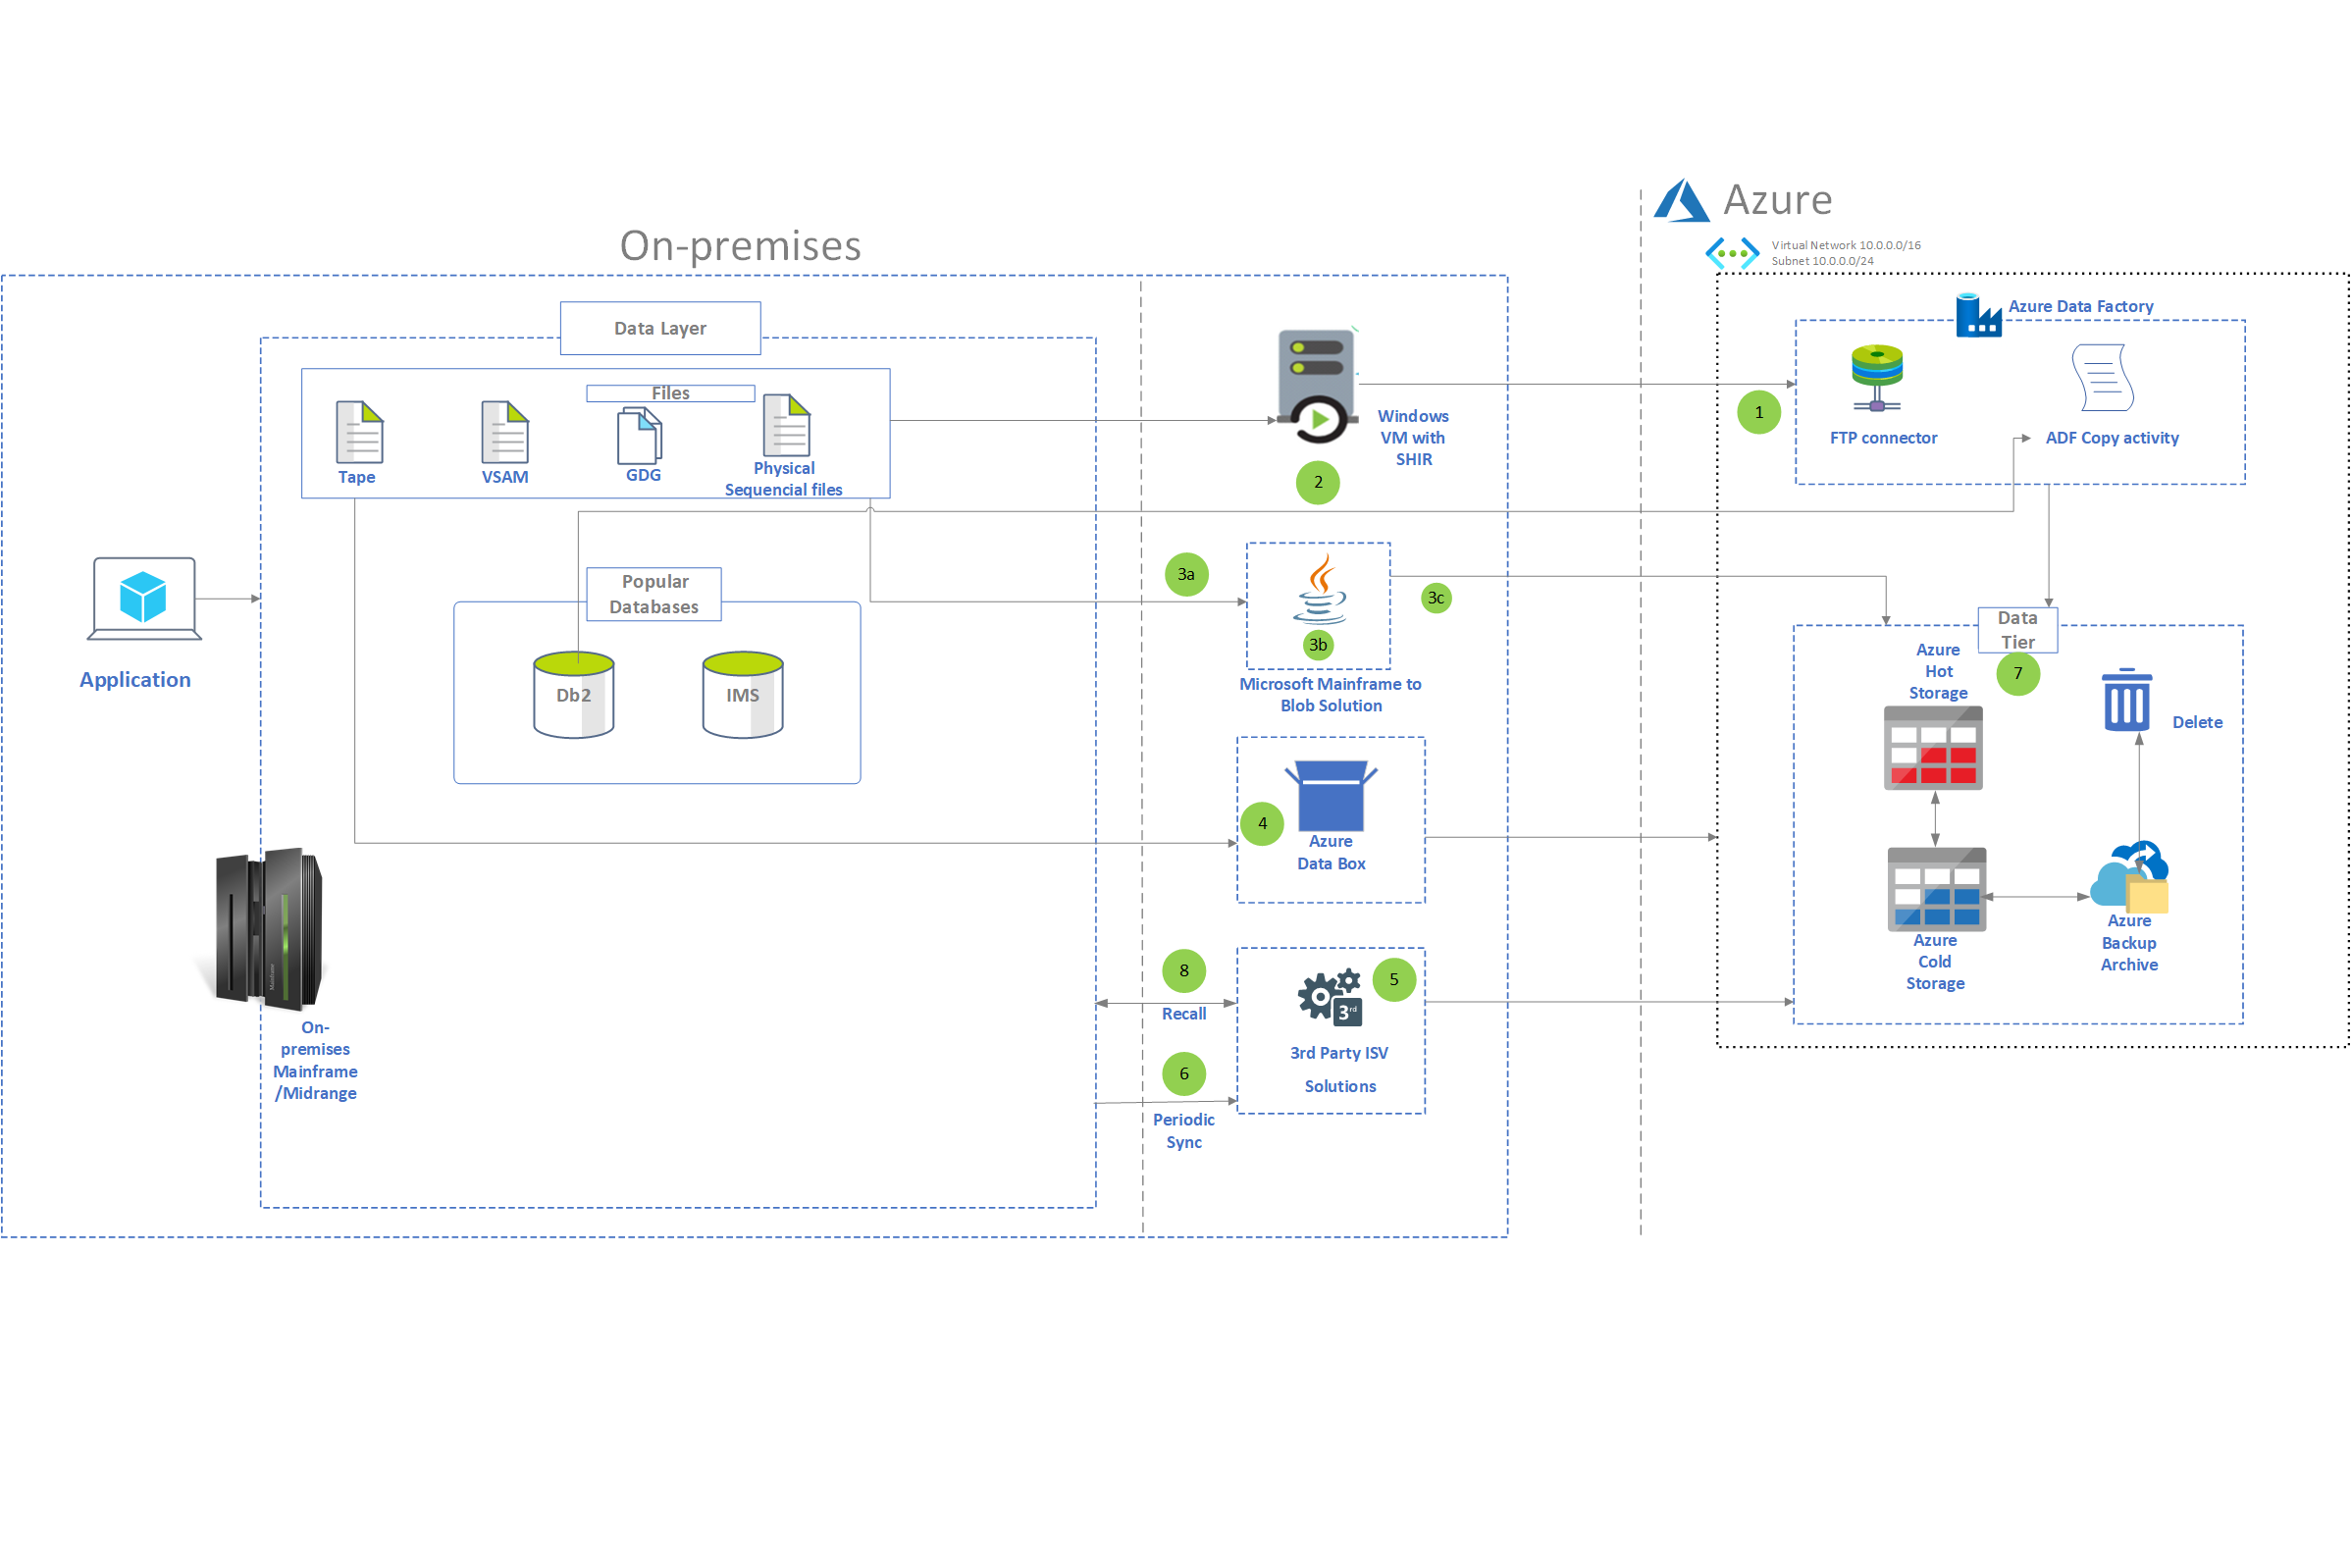 Azure
Virtual Network 10.0.0.0/16
Subnet 10.0.0.0/24
On-premises
Data Layer
Files
Tape
VSAM
GDG
Physical
Sequencial files
Popular
Databases
Db2
IMS
Application
On-
premises
Mainframe
/Midrange
Windows
VM with
SHIR
2
3a
3b
3c
Microsoft Mainframe to
Blob Solution
4
Azure
Data Box
8
Recall
5
3rd
3rd Party ISV
Solutions
6
Periodic
Sync
Azure Data Factory
1
FTP connector
ADF Copy activity
Data
Tier
7
Azure
Hot
Storage
Delete
Azure
Cold
Storage
Azure
Backup
Archive